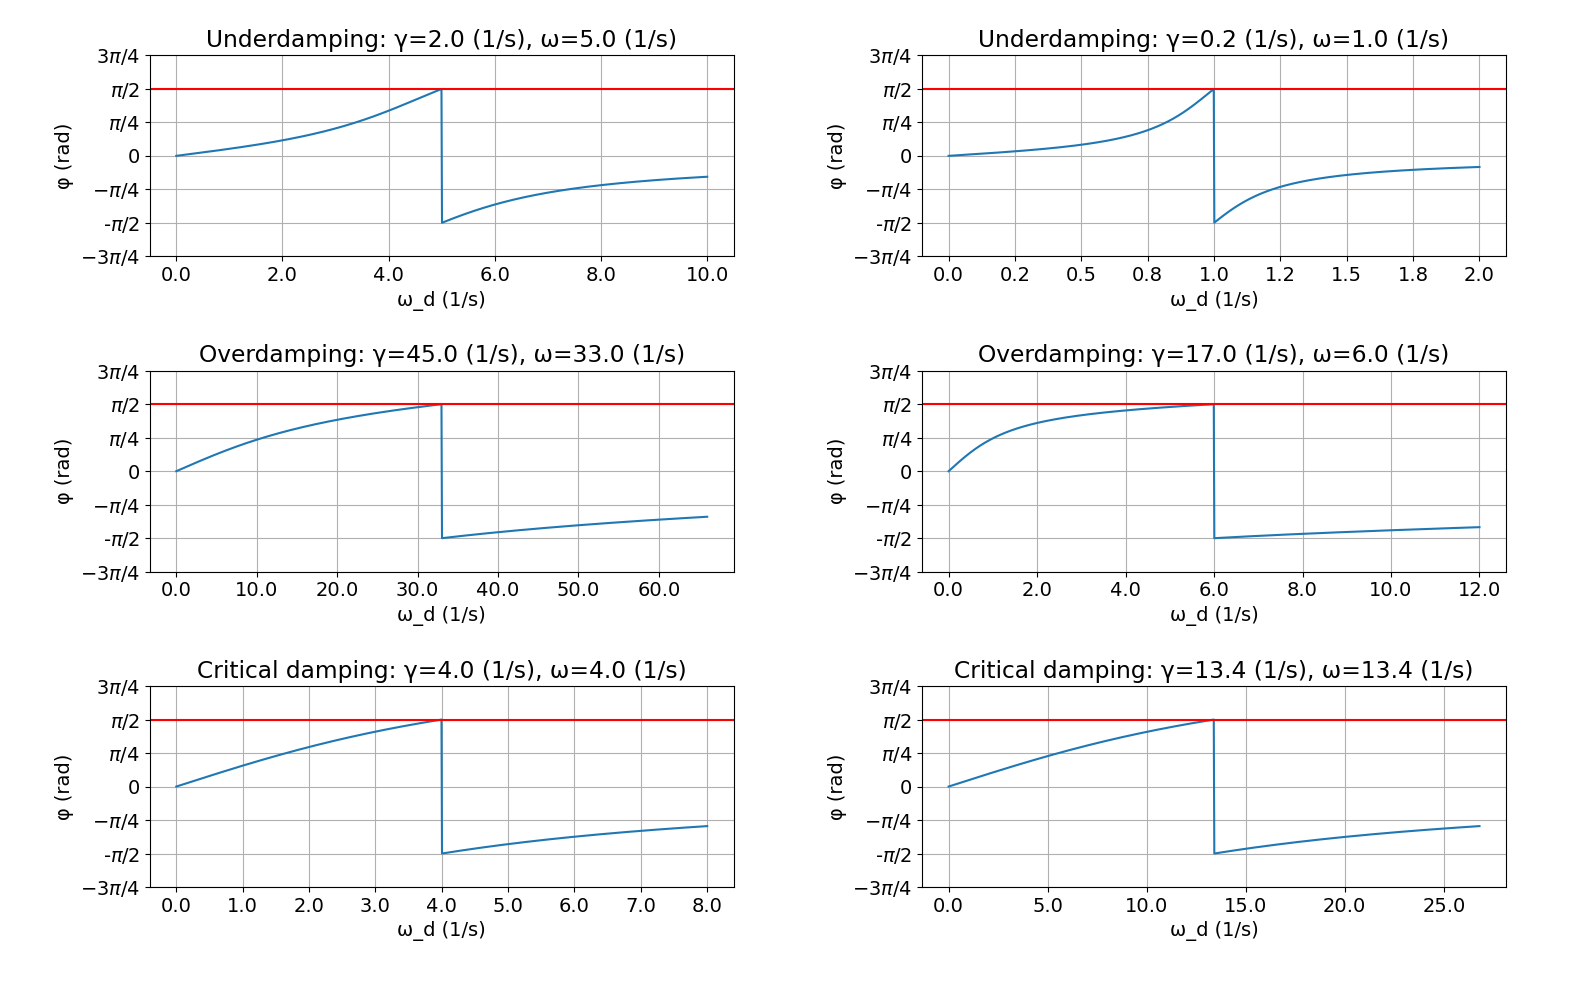 Underdamping: γ=2.0 (1/s), ω=5.0 (1/s)
3π/4
π/2
π/4
0
−π/4
-π/2
−3π/4
φ (rad)
0.0 2.0 4.0 6.0 8.0 10.0
ω_d (1/s)
Underdamping: γ=0.2 (1/s), ω=1.0 (1/s)
3π/4
π/2
π/4
0
−π/4
-π/2
−3π/4
φ (rad)
0.0 0.2 0.5 0.8 1.0 1.2 1.5 1.8 2.0
ω_d (1/s)
Overdamping: γ=45.0 (1/s), ω=33.0 (1/s)
3π/4
π/2
π/4
0
−π/4
-π/2
−3π/4
φ (rad)
0.0 10.0 20.0 30.0 40.0 50.0 60.0
ω_d (1/s)
Overdamping: γ=17.0 (1/s), ω=6.0 (1/s)
3π/4
π/2
π/4
0
−π/4
-π/2
−3π/4
φ (rad)
0.0 2.0 4.0 6.0 8.0 10.0 12.0
ω_d (1/s)
Critical damping: γ=4.0 (1/s), ω=4.0 (1/s)
3π/4
π/2
π/4
0
−π/4
-π/2
−3π/4
φ (rad)
0.0 1.0 2.0 3.0 4.0 5.0 6.0 7.0 8.0
ω_d (1/s)
Critical damping: γ=13.4 (1/s), ω=13.4 (1/s)
3π/4
π/2
π/4
0
−π/4
-π/2
−3π/4
φ (rad)
0.0 5.0 10.0 15.0 20.0 25.0
ω_d (1/s)